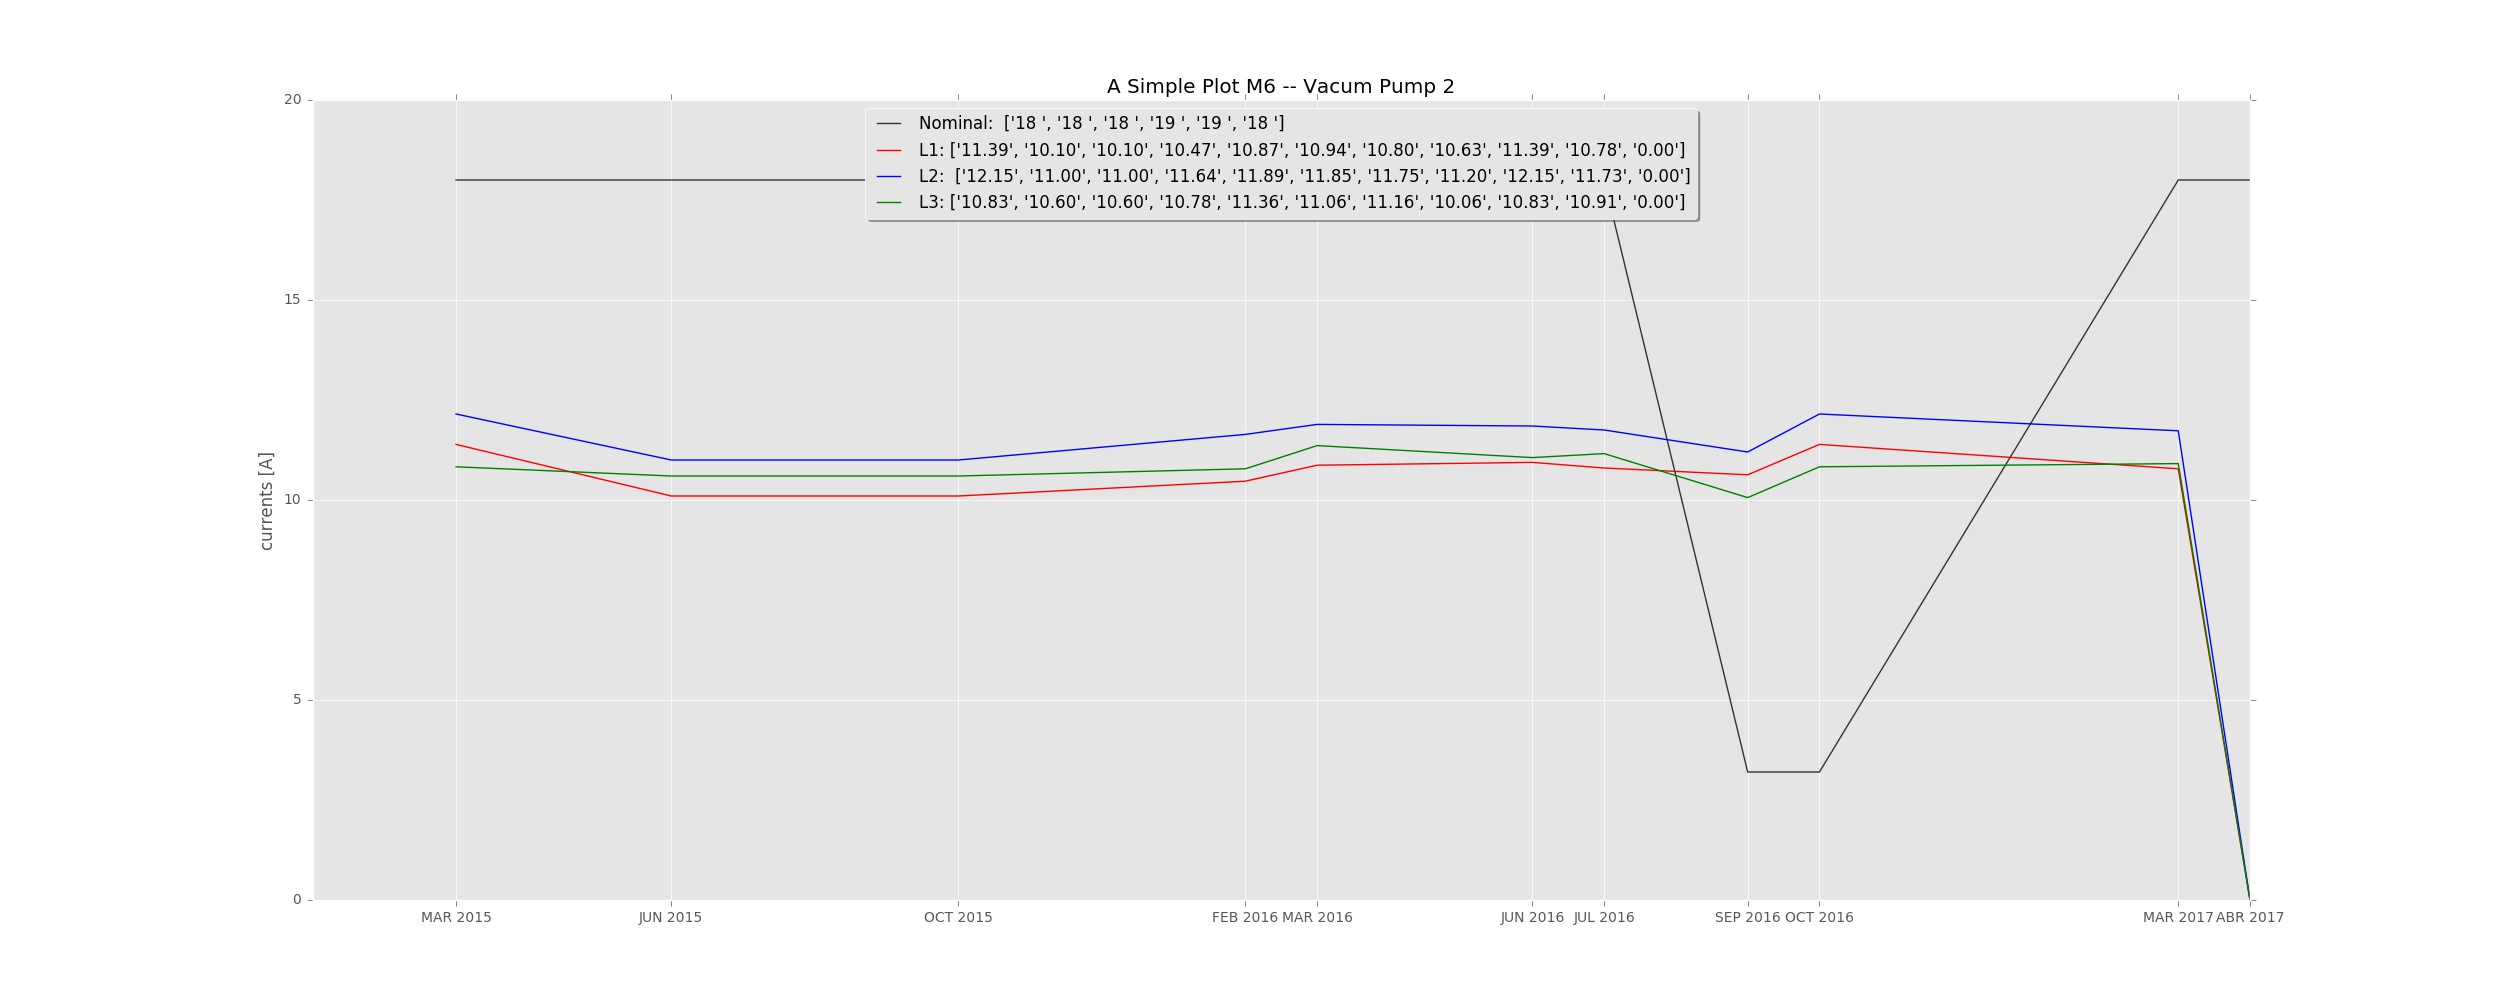 A Simple Plot M6 -- Vacum Pump 2
Nominal:  ['18 ', '18 ', '18 ', '19 ', '19 ', '18 ']
L1: ['11.39', '10.10', '10.10', '10.47', '10.87', '10.94', '10.80', '10.63', '11.39', '10.78', '0.00']
L2:  ['12.15', '11.00', '11.00', '11.64', '11.89', '11.85', '11.75', '11.20', '12.15', '11.73', '0.00']
L3: ['10.83', '10.60', '10.60', '10.78', '11.36', '11.06', '11.16', '10.06', '10.83', '10.91', '0.00']
20
15
10
5
0
currents [A]
MAR 2015 JUN 2015 OCT 2015 FEB 2016 MAR 2016 JUN 2016 JUL 2016 SEP 2016 OCT 2016 MAR 2017 ABR 2017